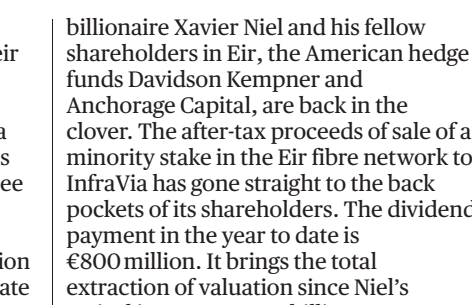 billionaire Xavier Niel and his fellow
shareholders in Eir, the American hedge
funds Davidson Kempner and
Anchorage Capital, are back in the
clover. The after-tax proceeds of sale of a
minority stake in the Eir fibre network to
InfraVia has gone straight to the back
pockets of its shareholders. The dividend
payment in the year to date is
€800 million. It brings the total
extraction of valuation since Niel’s